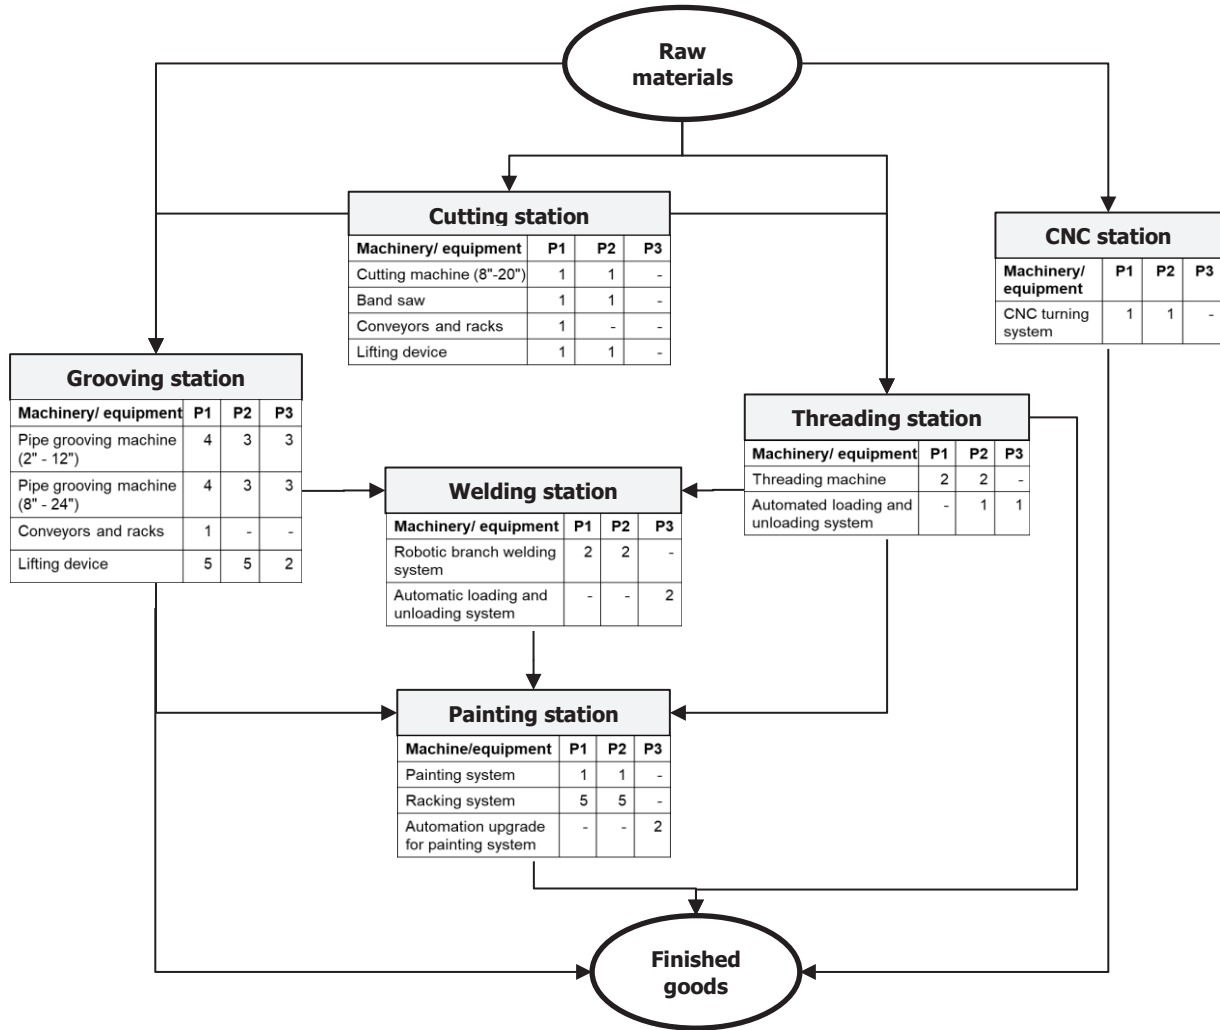 Raw
materials
Cutting station
Machinery/ equipment P1 P2 P3
Cutting machine (8"-20") 1 1 -
Band saw 1 1 -
Conveyors and racks 1 - -
Lifting device 1 1 -
CNC station
Machinery/ P1 P2 P3
equipment
CNC turning 1 1 -
system
Grooving station
Machinery/ equipment P1 P2 P3
Pipe grooving machine 4 3 3
(2" - 12")
Pipe grooving machine 4 3 3
(8" - 24")
Conveyors and racks 1 - -
Lifting device 5 5 2
Threading station
Machinery/ equipment P1 P2 P3
Threading machine 2 2 -
Automated loading and - 1 1
unloading system
Welding station
Machinery/ equipment P1 P2 P3
Robotic branch welding 2 2 -
system
Automatic loading and - - 2
unloading system
Painting station
Machine/equipment P1 P2 P3
Painting system 1 1 -
Racking system 5 5 -
Automation upgrade - - 2
for painting system
Finished
goods